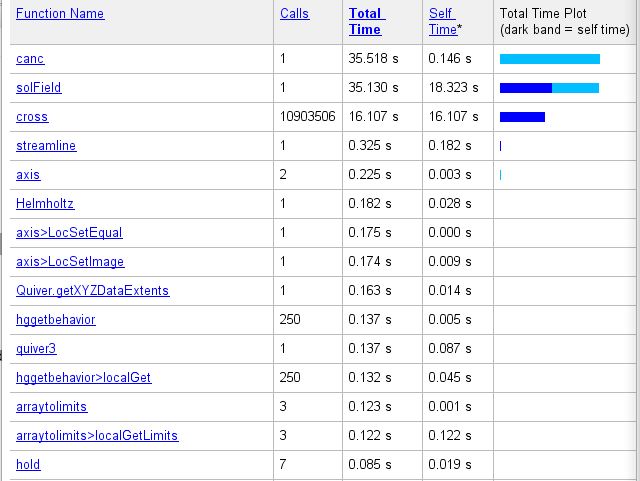 Function Name Calls Total Time Self Time* Total Time Plot (dark band = self time)
canc 1 35.518 s 0.146 s
solField 1 35.130 s 18.323 s
cross 10903506 16.107 s 16.107 s
streamline 1 0.325 s 0.182 s
axis 2 0.225 s 0.003 s
Helmholtz 1 0.182 s 0.028 s
axis>LocSetEqual 1 0.175 s 0.000 s
axis>LocSetImage 1 0.174 s 0.009 s
Quiver.getXYZDataExtents 1 0.163 s 0.014 s
hggetbehavior 250 0.137 s 0.005 s
quiver3 1 0.137 s 0.087 s
hggetbehavior>localGet 250 0.132 s 0.045 s
arraytolimits 3 0.123 s 0.001 s
arraytolimits>localGetLimits 3 0.122 s 0.122 s
hold 7 0.085 s 0.019 s